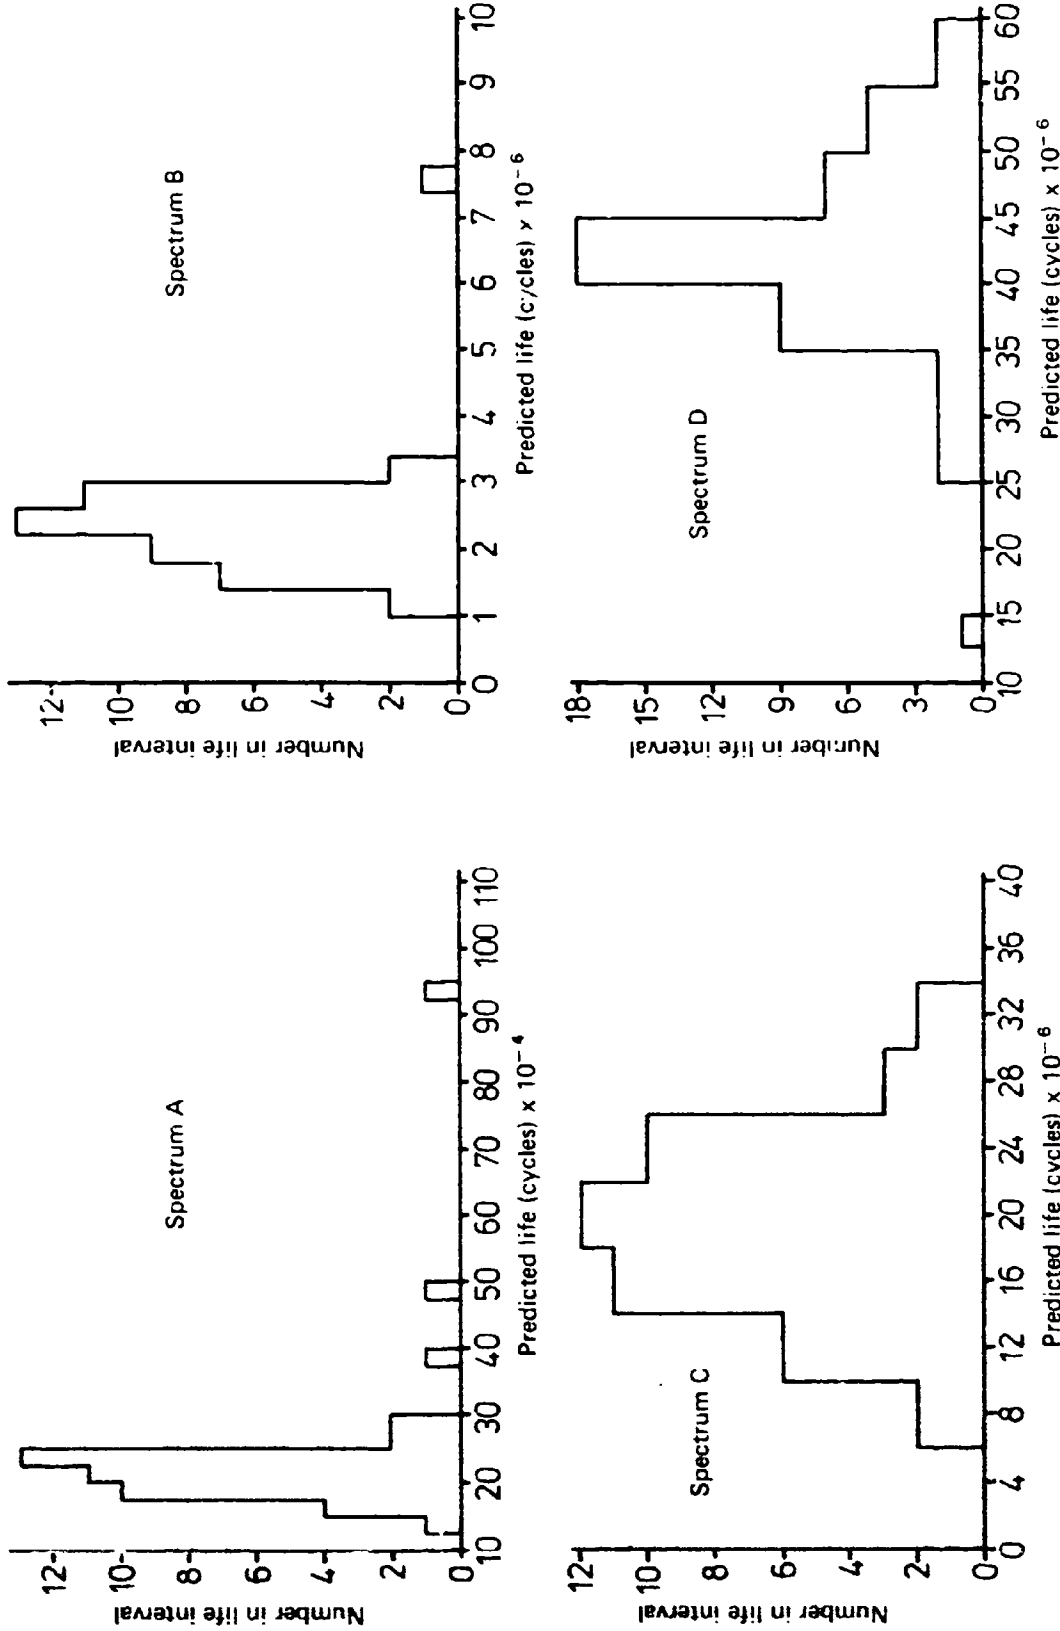 Number in life interval
12
10
8
6
4
2
0
Spectrum A
10 20 30 40 50 60 70 80 90 100 110
Predicted life (cycles) x 10⁻⁴
Number in life interval
12
10
8
6
4
2
0
Spectrum B
0 1 2 3 4 5 6 7 8 9 10
Predicted life (cycles) x 10⁻⁶
Number in life interval
12
10
8
6
4
2
0
Spectrum C
0 4 8 12 16 20 24 28 32 36 40
Predicted life (cycles) x 10⁻⁶
Number in life interval
18
15
12
9
6
3
0
Spectrum D
10 15 20 25 30 35 40 45 50 55 60
Predicted life (cycles) x 10⁻⁶